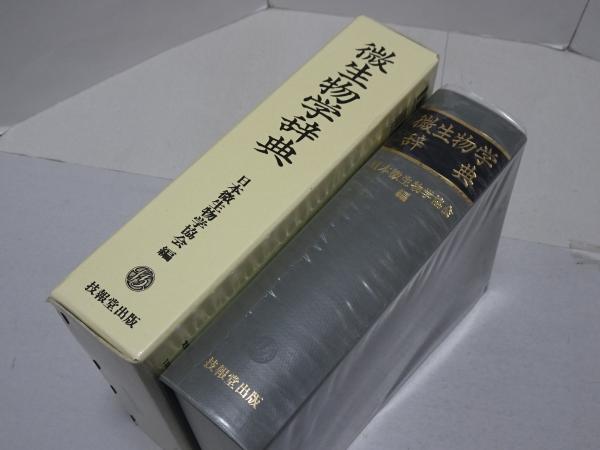 微生物学辞典
日本微生物学協会 編
技報堂出版
微生物学
辞典
日本微生物学協会
編
技報堂出版